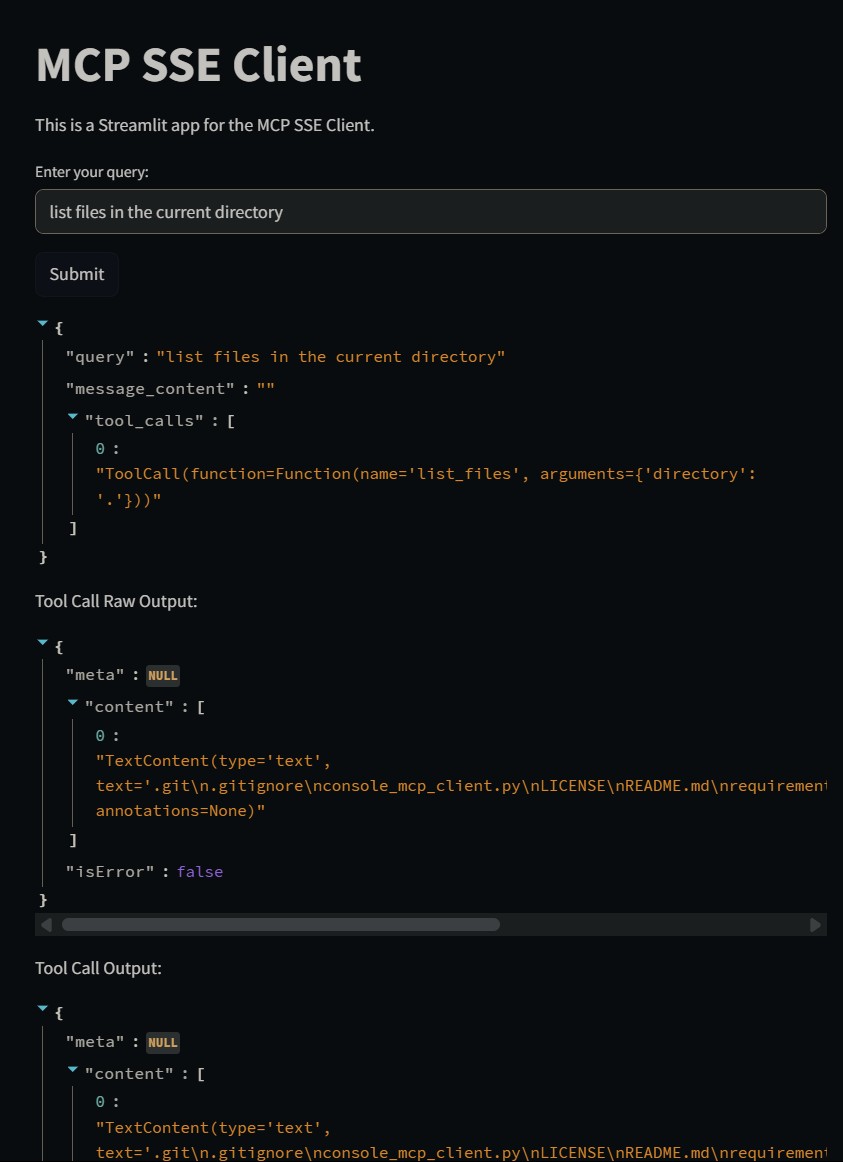 MCP SSE Client
This is a Streamlit app for the MCP SSE Client.
Enter your query:
list files in the current directory
Submit
{
"query" : "list files in the current directory"
"message_content" : ""
"tool_calls" : [
0 :
"ToolCall(function=Function(name='list_files', arguments={'directory':
'.'}))"
]
}
Tool Call Raw Output:
{
"meta" : NULL
"content" : [
0 :
"TextContent(type='text',
text='.git\n.gitignore\nconsole_mcp_client.py\nLICENSE\nREADME.md\nrequirement
annotations=None)"
]
"isError" : false
}
Tool Call Output:
{
"meta" : NULL
"content" : [
0 :
"TextContent(type='text',
text='.git\n.gitignore\nconsole_mcp_client.py\nLICENSE\nREADME.md\nrequirement